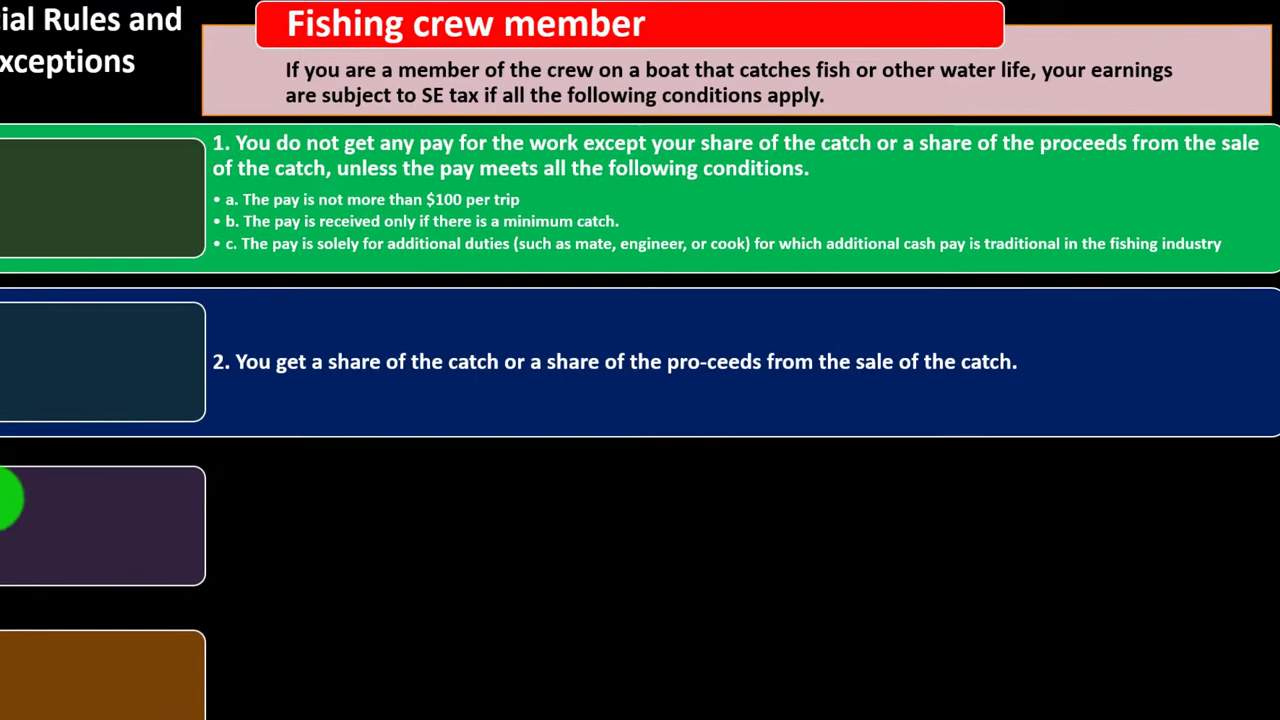 cial Rules and
xceptions
Fishing crew member
If you are a member of the crew on a boat that catches fish or other water life, your earnings
are subject to SE tax if all the following conditions apply.
1. You do not get any pay for the work except your share of the catch or a share of the proceeds from the sale
of the catch, unless the pay meets all the following conditions.
• a. The pay is not more than $100 per trip
• b. The pay is received only if there is a minimum catch.
• c. The pay is solely for additional duties (such as mate, engineer, or cook) for which additional cash pay is traditional in the fishing industry
2. You get a share of the catch or a share of the pro-ceeds from the sale of the catch.